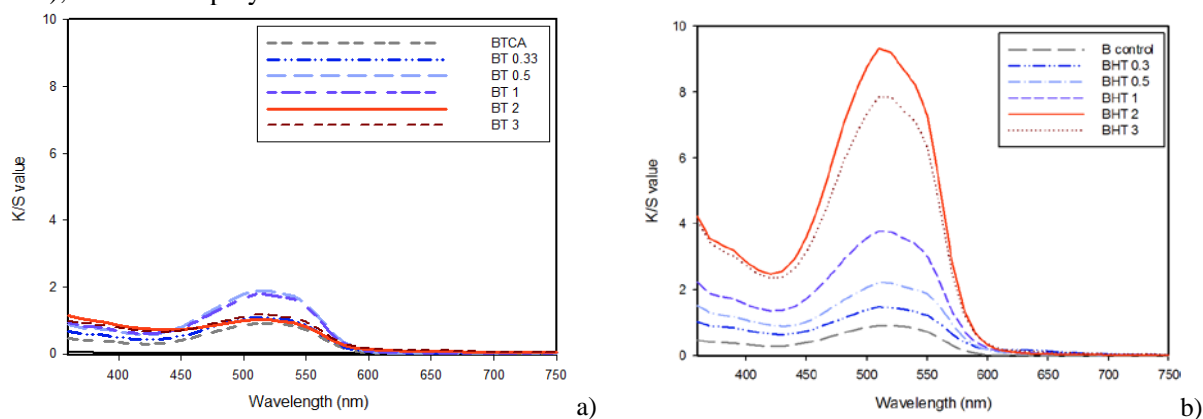 10
8
6
4
2
0
K/S value
400 450 500 550 600 650 700 750
Wavelength (nm)
BTCA
BT 0.33
BT 0.5
BT 1
BT 2
BT 3
a)
10
8
6
4
2
0
K/S value
400 450 500 550 600 650 700 750
Wavelength (nm)
B control
BHT 0.3
BHT 0.5
BHT 1
BHT 2
BHT 3
b)